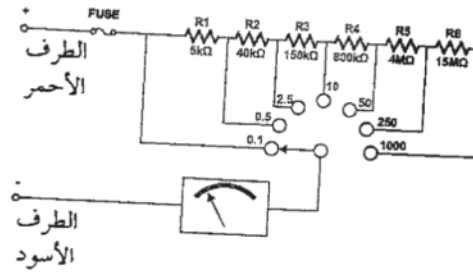 +
FUSE
R1
R2
R3
R4
R5
R6
5kΩ
40kΩ
150kΩ
800kΩ
4MΩ
15MΩ
الطرف
الأحمر
2.5
10
50
0.5
250
0.1
1000
-
الطرف
الأسود